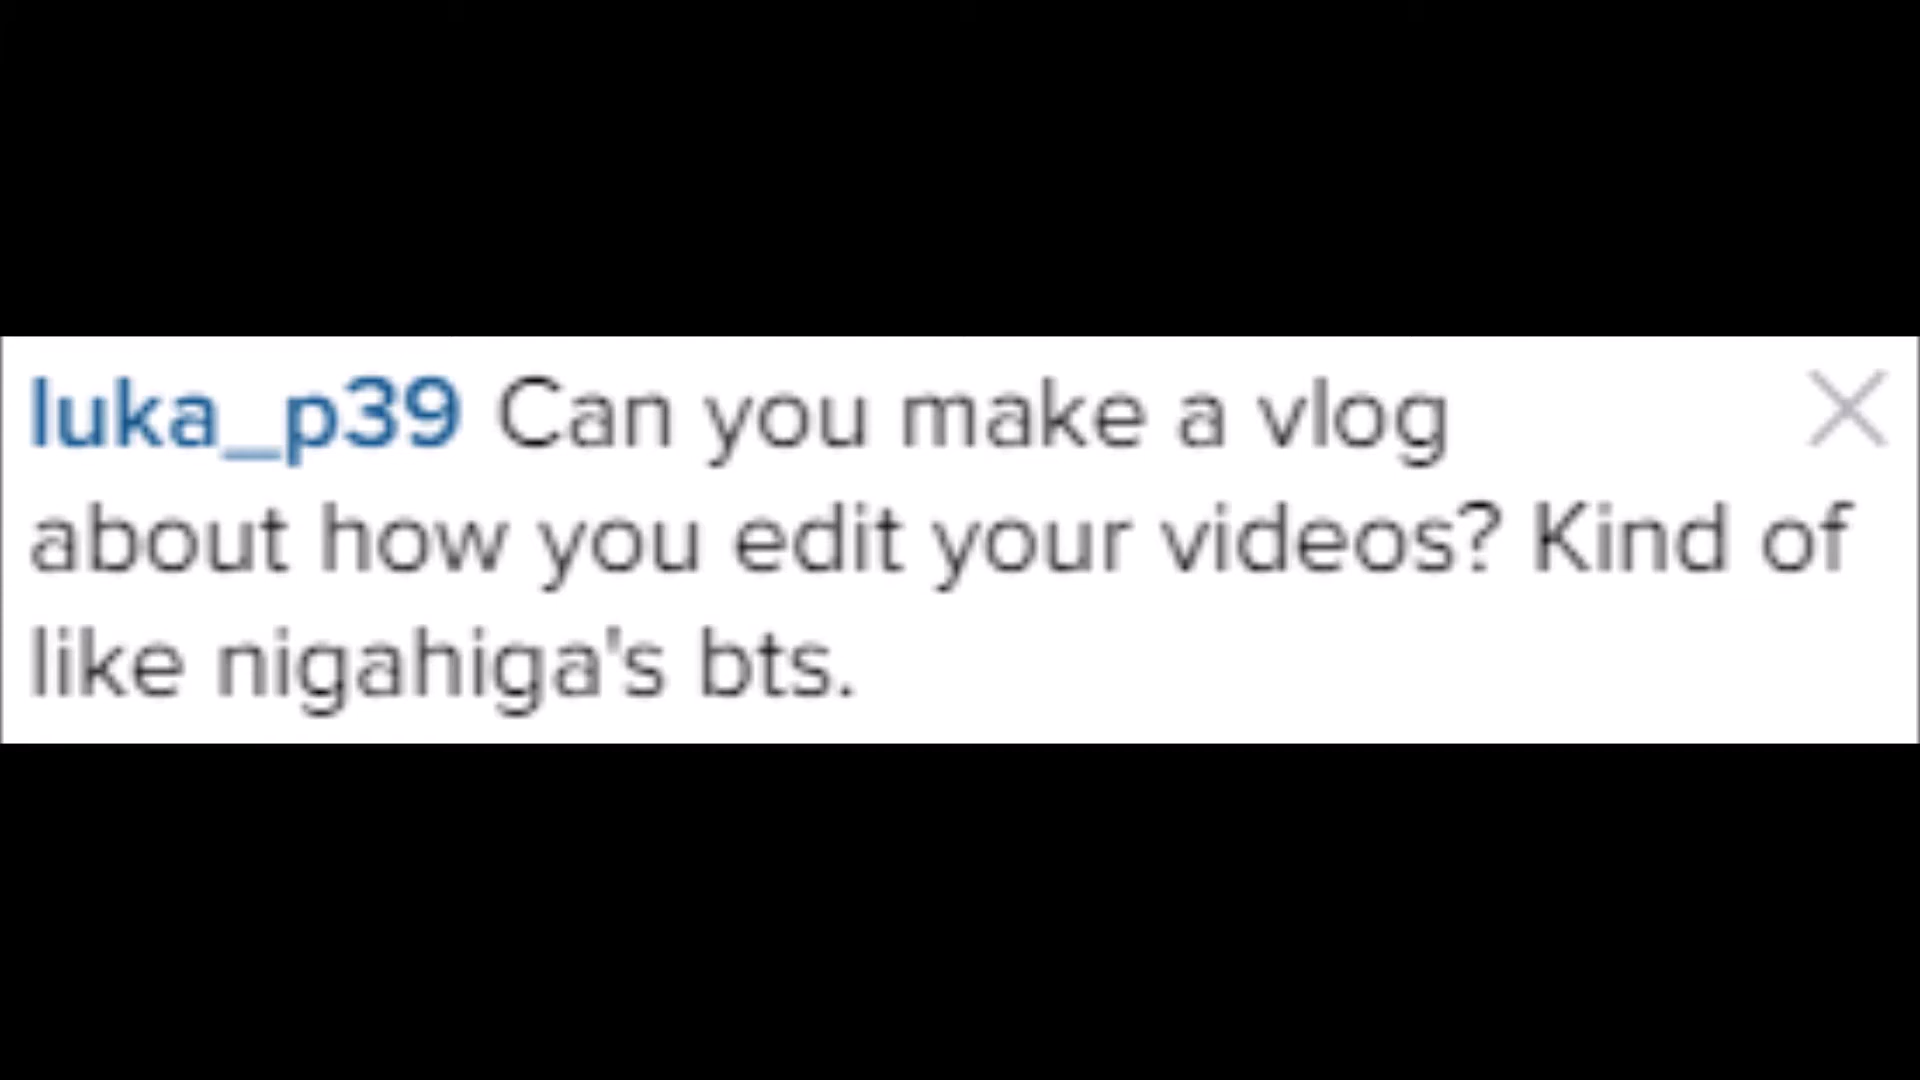 luka_p39 Can you make a vlog
about how you edit your videos? Kind of
like nigahiga's bts.